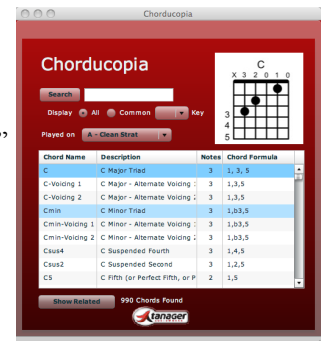 Chorducopia
Chorducopia
C
X 3 2 0 1 0
3
4
5
Search
Display All Common Key
Played on A - Clean Strat
”
Chord Name Description Notes Chord Formula
C C Major Triad 3 1, 3, 5
C-Voicing 1 C Major - Alternate Voicing 3 1,3,5
C-Voicing 2 C Major - Alternate Voicing 3 1,3,5
Cmin C Minor Triad 3 1,b3,5
Cmin-Voicing 1 C Minor - Alternate Voicing 3 1,b3,5
Cmin-Voicing 2 C Minor - Alternate Voicing 3 1,b3,5
Csus4 C Suspended Fourth 3 1,4,5
Csus2 C Suspended Second 3 1,2,5
C5 C Fifth (or Perfect Fifth, or P 2 1,5
Show Related 990 Chords Found
tanager